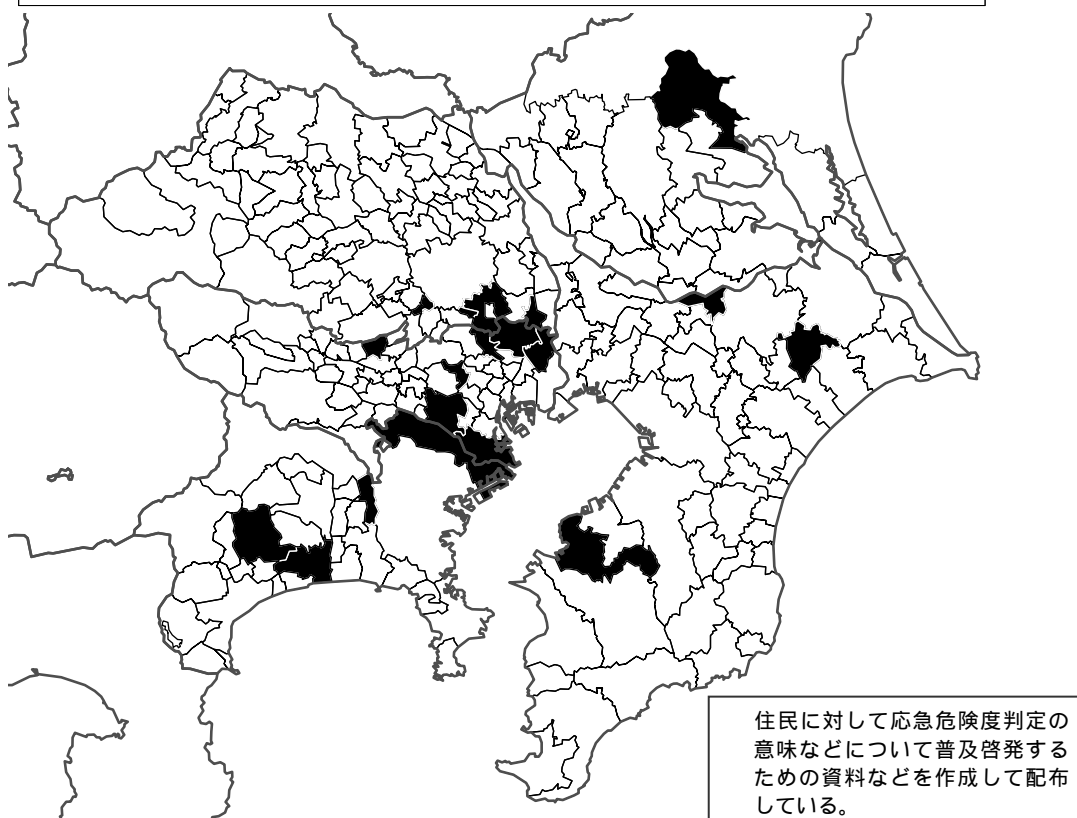 住民に対して応急危険度判定の
意味などについて普及啓発する
ための資料などを作成して配布
している。